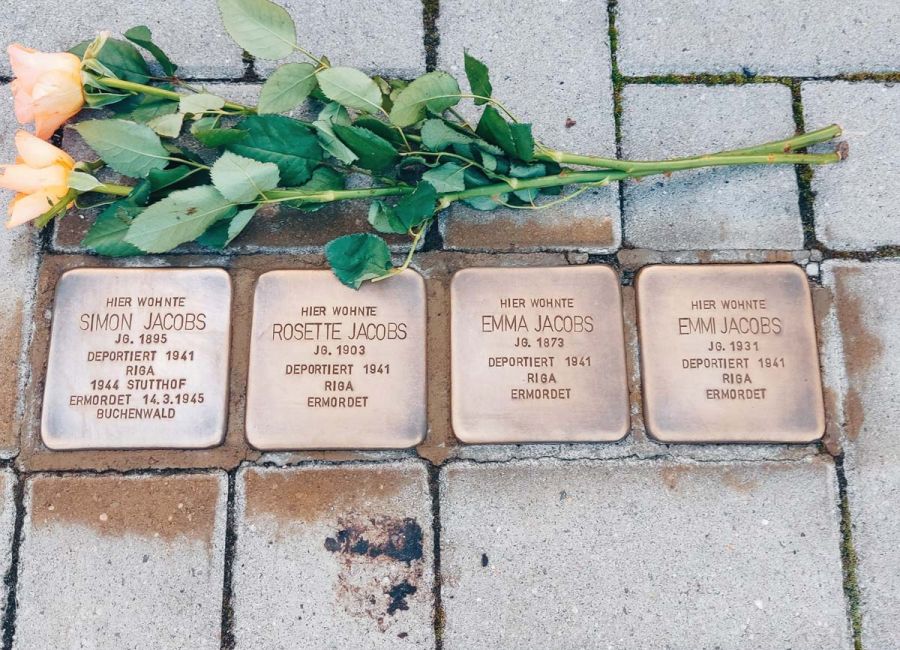 HIER WOHNTE
SIMON JACOBS
JG. 1895
DEPORTIERT 1941
RIGA
1944 STUTTHOF
ERMORDET 14.3.1945
BUCHENWALD
HIER WOHNTE
ROSETTE JACOBS
JG. 1903
DEPORTIERT 1941
RIGA
ERMORDET
HIER WOHNTE
EMMA JACOBS
JG. 1873
DEPORTIERT 1941
RIGA
ERMORDET
HIER WOHNTE
EMMI JACOBS
JG. 1931
DEPORTIERT 1941
RIGA
ERMORDET